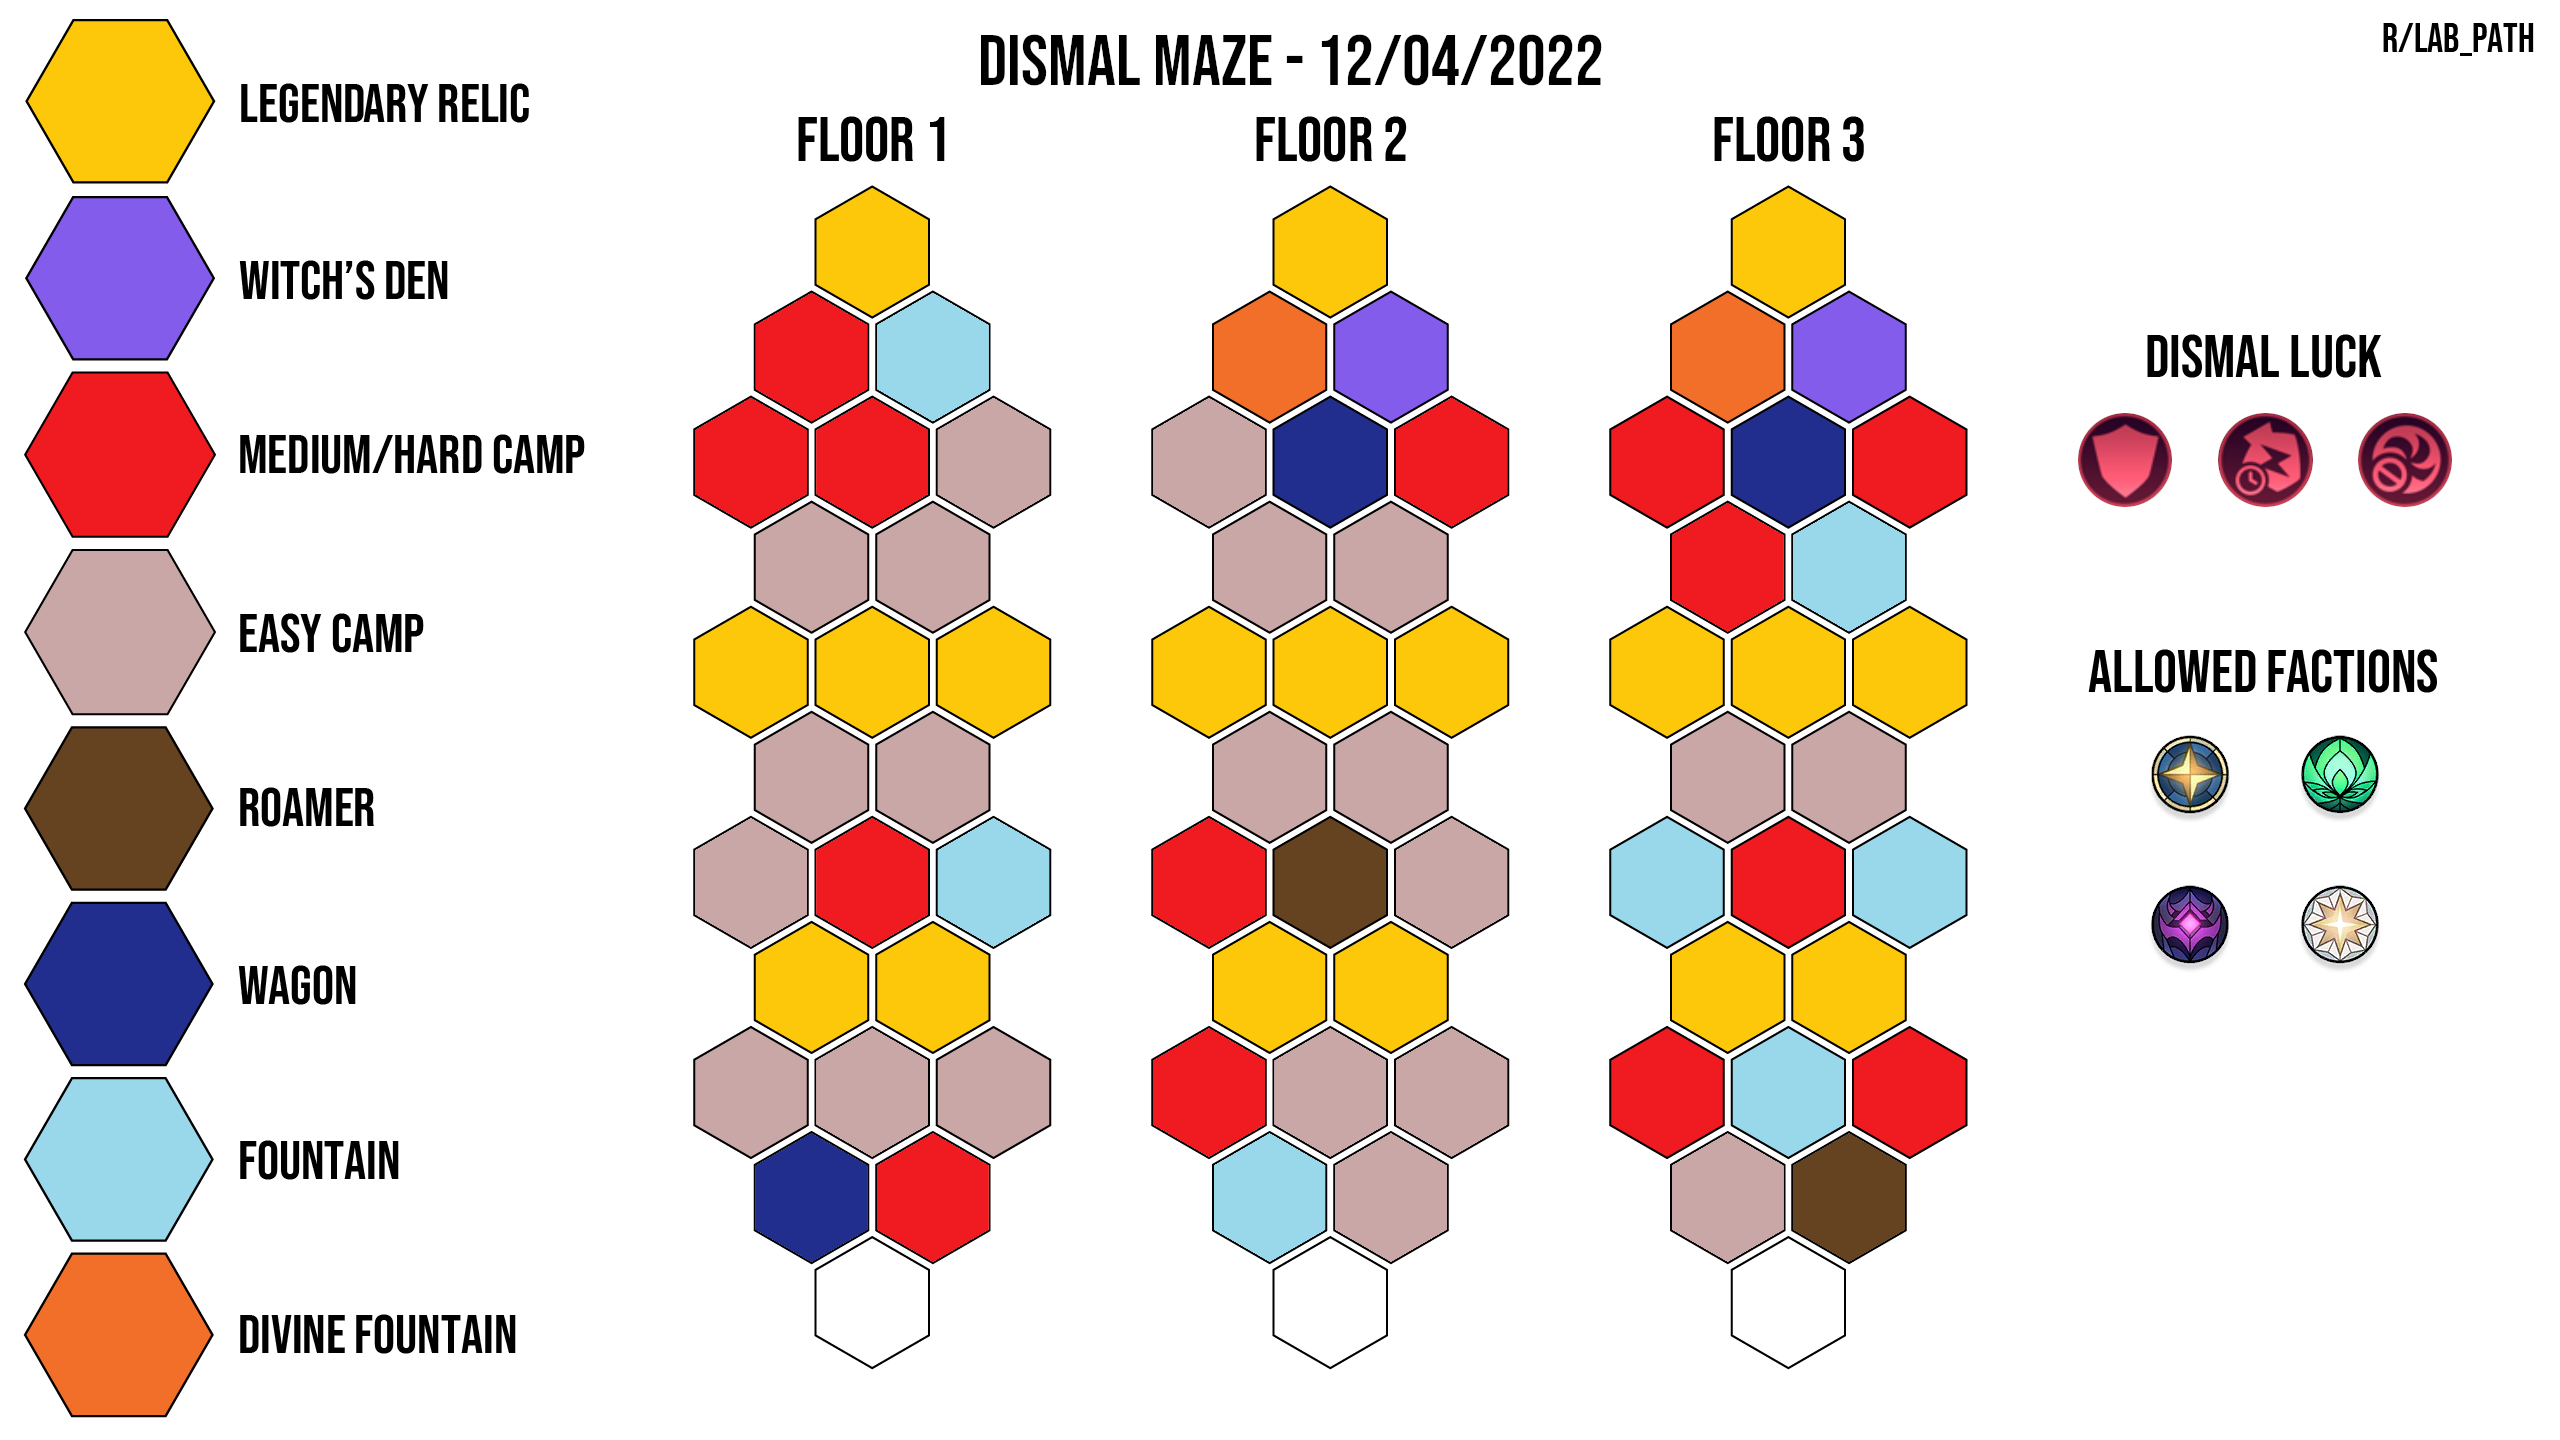 DISMAL MAZE - 12/04/2022
R/LAB_PATH
LEGENDARY RELIC
WITCH'S DEN
MEDIUM/HARD CAMP
EASY CAMP
ROAMER
WAGON
FOUNTAIN
DIVINE FOUNTAIN
FLOOR 1
FLOOR 2
FLOOR 3
DISMAL LUCK
ALLOWED FACTIONS